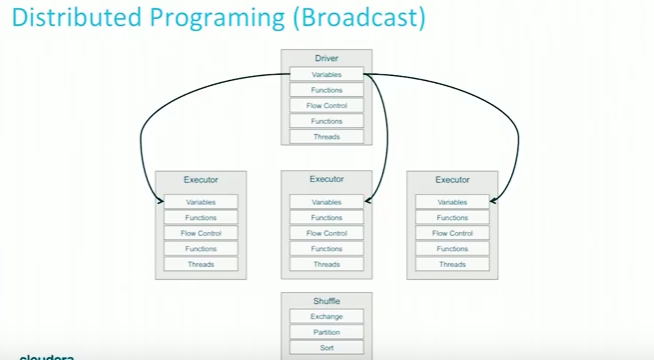 Distributed Programing (Broadcast)
Driver
Variables
Functions
Flow Control
Functions
Threads
Executor
Variables
Functions
Flow Control
Functions
Threads
Executor
Variables
Functions
Flow Control
Functions
Threads
Executor
Variables
Functions
Flow Control
Functions
Threads
Shuffle
Exchange
Partition
Sort
cloudera